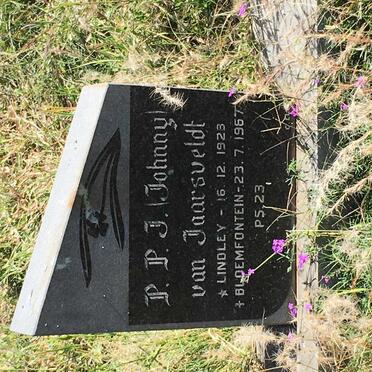 P. P. J. (Johnny)
van Jaarsveldt
★ LINDLEY - 16. 12. 1923
+ BLOEMFONTEIN - 23. 7. 1967
PS. 23